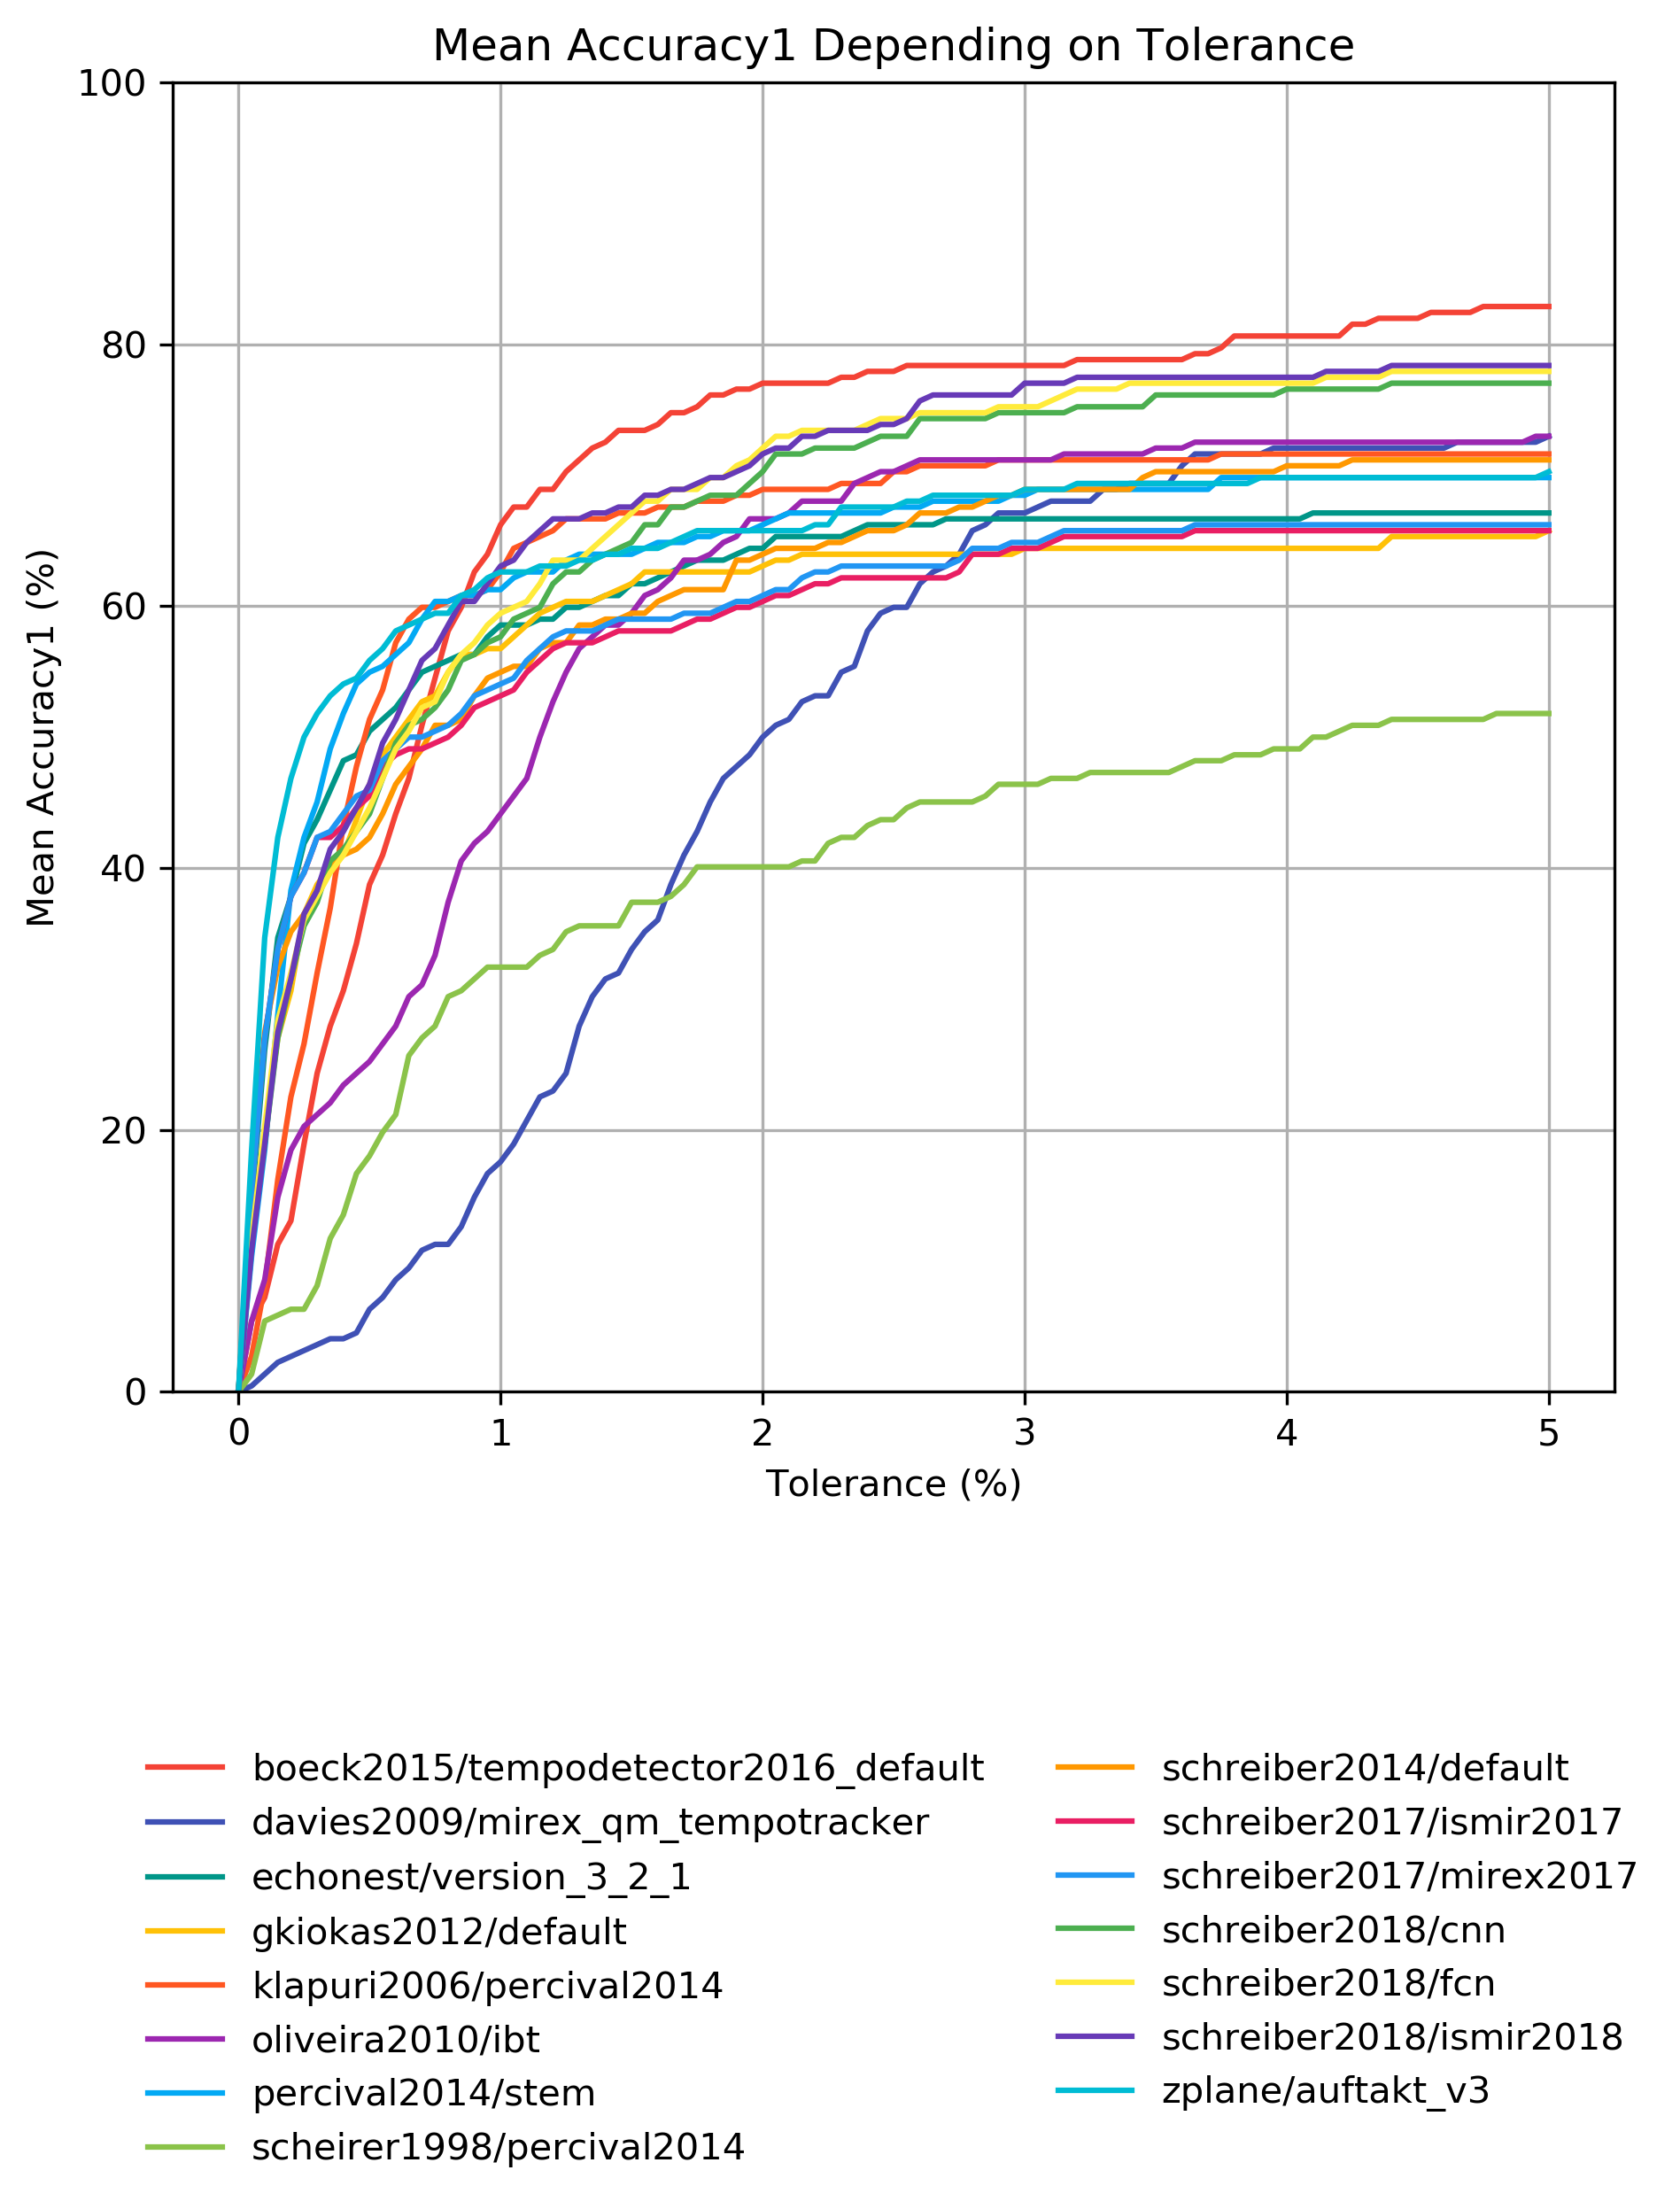 Mean Accuracy1 Depending on Tolerance
100
80
60
40
20
0
Mean Accuracy1 (%)
0 1 2 3 4 5
Tolerance (%)
boeck2015/tempodetector2016_default
davies2009/mirex_qm_tempotracker
echonest/version_3_2_1
gkiokas2012/default
klapuri2006/percival2014
oliveira2010/ibt
percival2014/stem
scheirer1998/percival2014
schreiber2014/default
schreiber2017/ismir2017
schreiber2017/mirex2017
schreiber2018/cnn
schreiber2018/fcn
schreiber2018/ismir2018
zplane/auftakt_v3